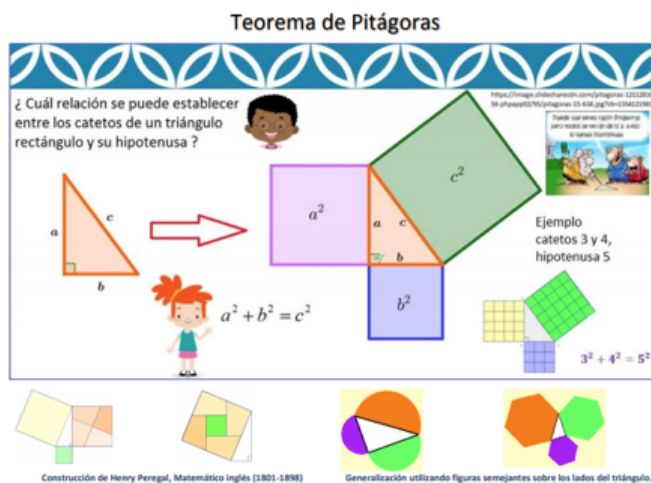 Teorema de Pitágoras
¿ Cuál relación se puede establecer
entre los catetos de un triángulo
rectángulo y su hipotenusa ?
a
c
b
a²
c²
a
c
b
b²
a² + b² = c²
Ejemplo
catetos 3 y 4,
hipotenusa 5
3² + 4² = 5²
Construcción de Henry Peregal, Matemático inglés (1801-1898)
Generalización utilizando figuras semejantes sobre los lados del triángulo.